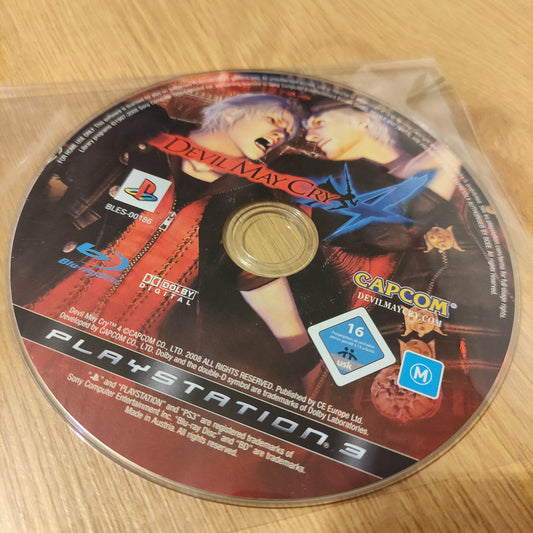 DEVIL MAY CRY 4
BLES-00186
Blu-ray Disc
DOLBY
DIGITAL
CAPCOM
DEVILMAYCRY.COM
16
usk
M
Devil May Cry™ 4 ©CAPCOM CO., LTD. 2008 ALL RIGHTS RESERVED. Published by CE Europe Ltd.
Developed by CAPCOM CO., LTD. Dolby and the double-D symbol are trademarks of Dolby Laboratories.
PLAYSTATION 3
" " and "PLAYSTATION" and "PS3" are registered trademarks of
Sony Computer Entertainment Inc. "Blu-ray Disc" and "BD" are trademarks.
Made in Austria. All rights reserved.